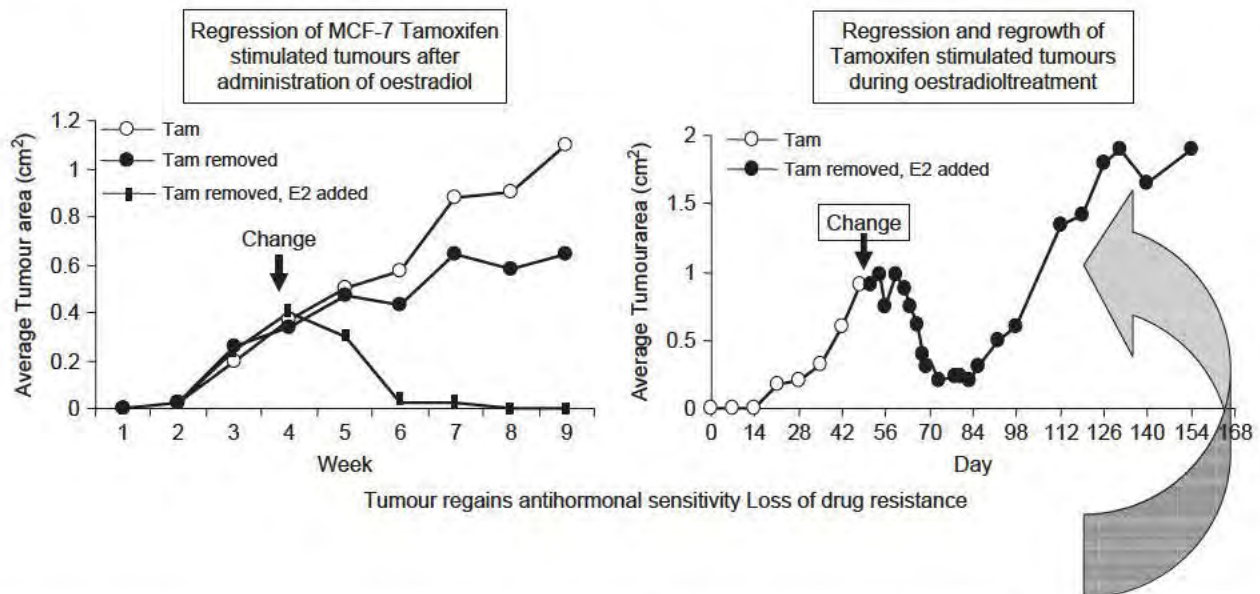 Regression of MCF-7 Tamoxifen
stimulated tumours after
administration of oestradiol
Average Tumour area (cm²)
1.2
1
0.8
0.6
0.4
0.2
0
Tam
Tam removed
Tam removed, E2 added
Change
1 2 3 4 5 6 7 8 9
Week
Regression and regrowth of
Tamoxifen stimulated tumours
during oestradioltreatment
Average Tumourarea (cm²)
2
1.5
1
0.5
0
Tam
Tam removed, E2 added
Change
0 14 28 42 56 70 84 98 112 126 140 154 168
Day
Tumour regains antihormonal sensitivity Loss of drug resistance